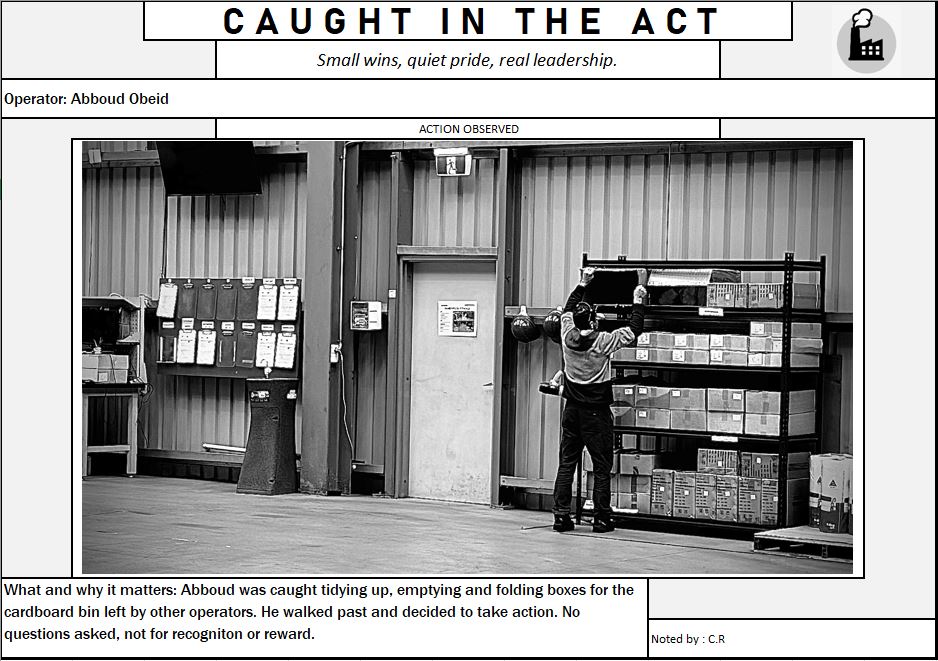 CAUGHT IN THE ACT
Small wins, quiet pride, real leadership.
Operator: Abboud Obeid
ACTION OBSERVED
What and why it matters: Abboud was caught tidying up, emptying and folding boxes for the
cardboard bin left by other operators. He walked past and decided to take action. No
questions asked, not for recogniton or reward.
Noted by : C.R